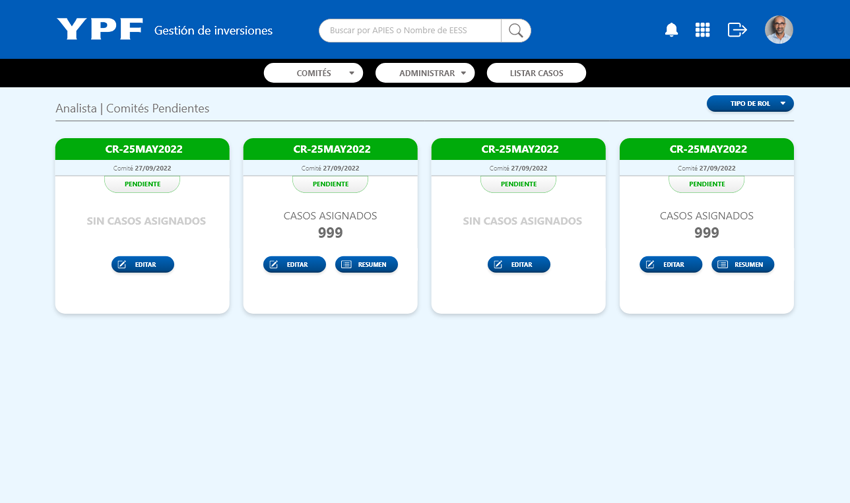 YPF Gestión de inversiones
Buscar por APIES o Nombre de EESS
COMITÉS
ADMINISTRAR
LISTAR CASOS
Analista | Comités Pendientes
TIPO DE ROL
CR-25MAY2022
Comité 27/09/2022
PENDIENTE
SIN CASOS ASIGNADOS
EDITAR
CR-25MAY2022
Comité 27/09/2022
PENDIENTE
CASOS ASIGNADOS
999
EDITAR
RESUMEN
CR-25MAY2022
Comité 27/09/2022
PENDIENTE
SIN CASOS ASIGNADOS
EDITAR
CR-25MAY2022
Comité 27/09/2022
PENDIENTE
CASOS ASIGNADOS
999
EDITAR
RESUMEN